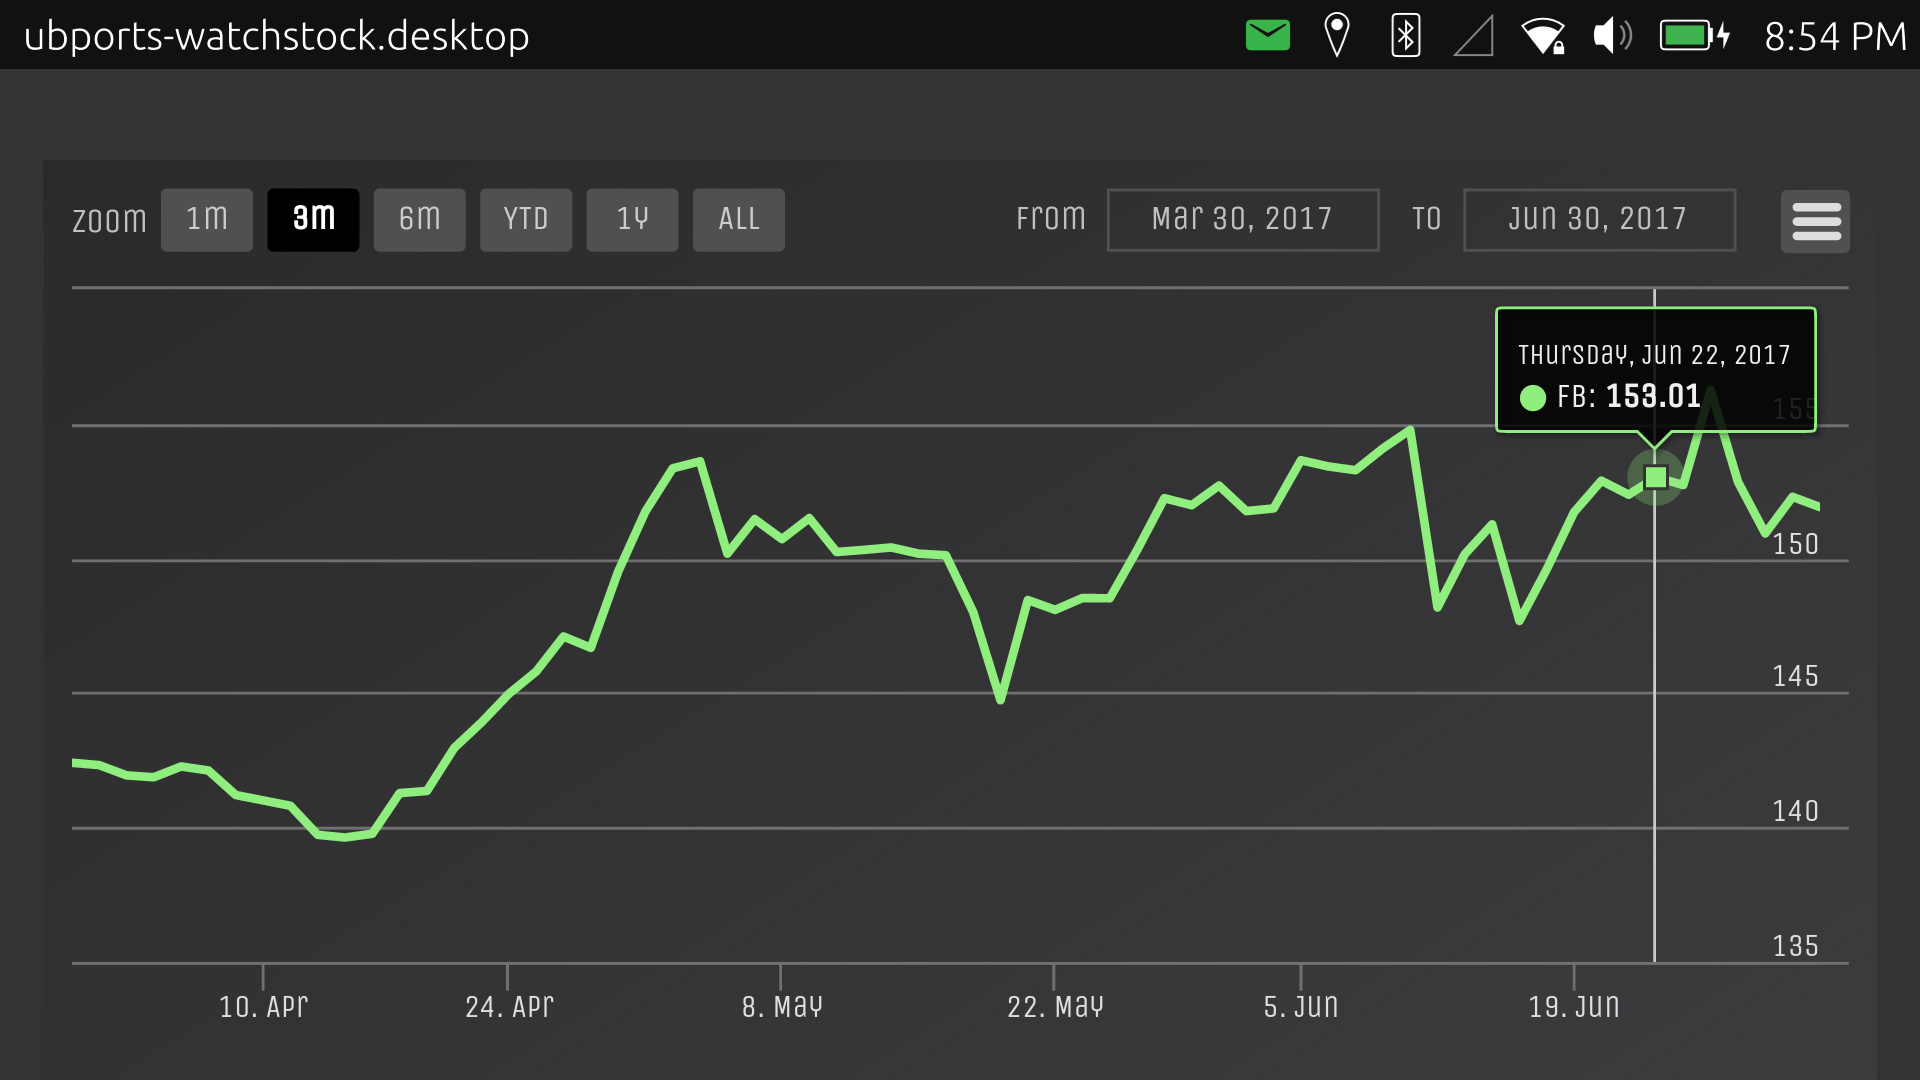 ubports-watchstock.desktop 8:54 PM
Zoom 1m 3m 6m YTD 1Y All From Mar 30, 2017 To Jun 30, 2017
Thursday, Jun 22, 2017
FB: 153.01
155
150
145
140
135
10. Apr 24. Apr 8. May 22. May 5. Jun 19. Jun